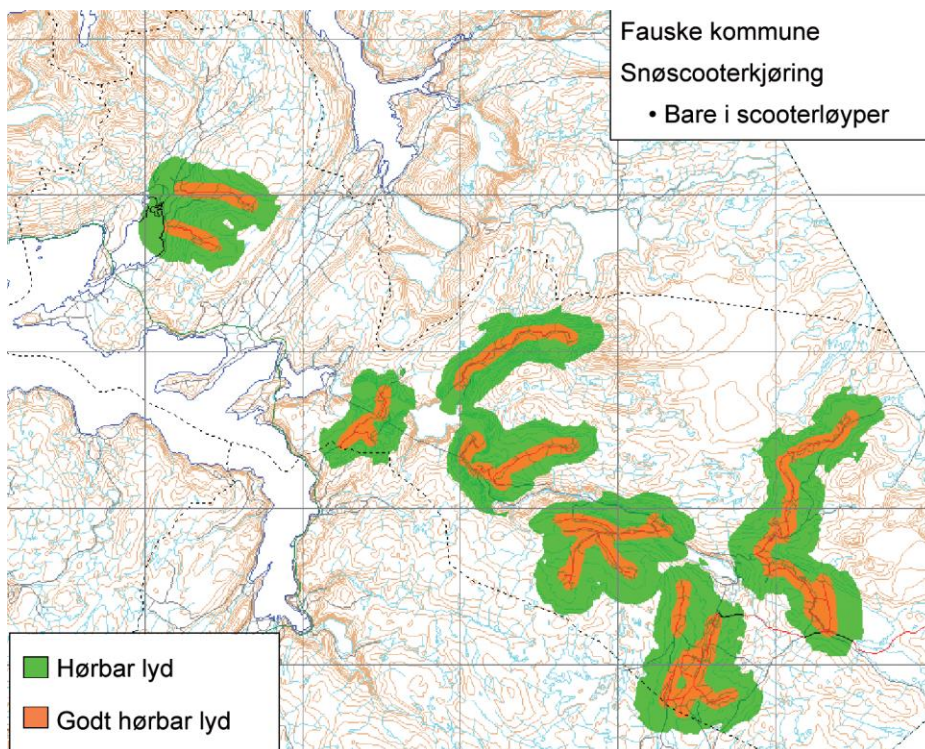 Fauske kommune
Snøscooterkjøring
• Bare i scooterløyper
Hørbar lyd
Godt hørbar lyd